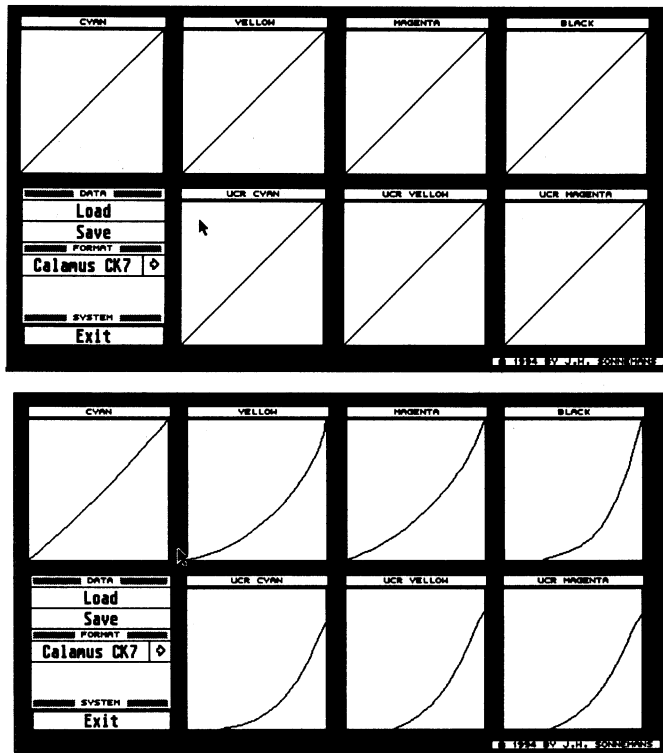 CYAN
YELLOW
MAGENTA
BLACK
DATA
Load
Save
FORMAT
Calamus CK7
SYSTEM
Exit
UCR CYAN
UCR YELLOW
UCR MAGENTA
© 1994 BY J.H. SONNEMANS
CYAN
YELLOW
MAGENTA
BLACK
DATA
Load
Save
FORMAT
Calamus CK7
SYSTEM
Exit
UCR CYAN
UCR YELLOW
UCR MAGENTA
© 1994 BY J.H. SONNEMANS